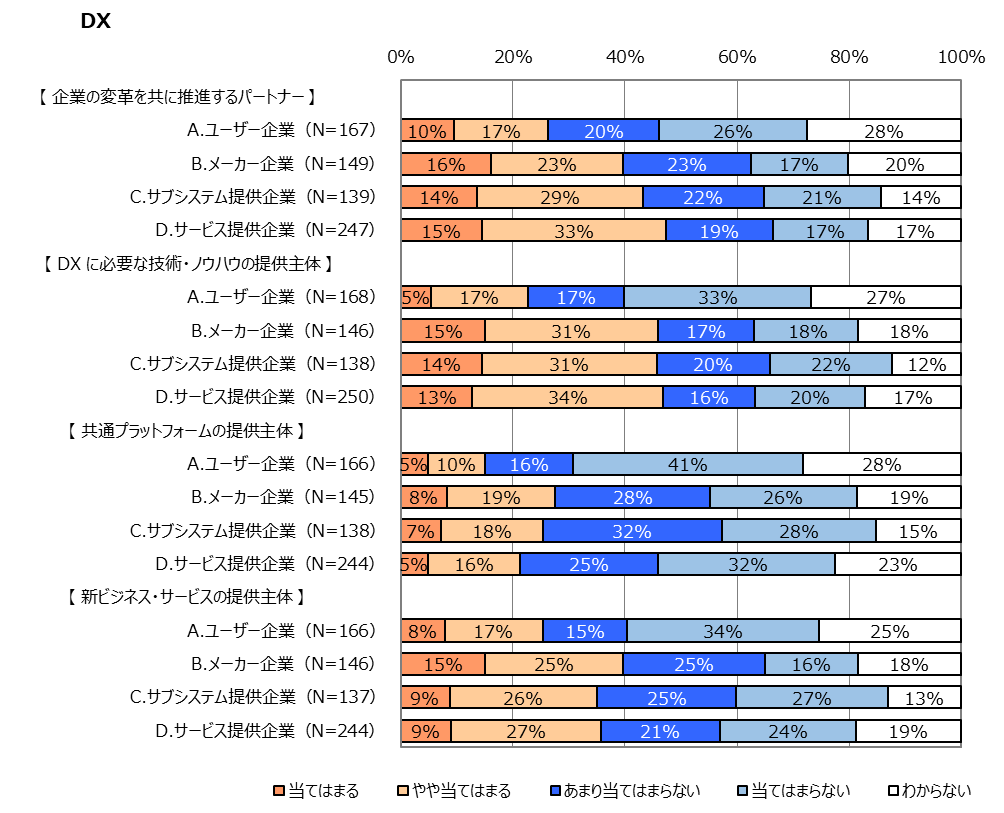 DX
0% 20% 40% 60% 80% 100%
【 企業の変革を共に推進するパートナー 】
A.ユーザー企業（N=167） 10% 17% 20% 26% 28%
B.メーカー企業（N=149） 16% 23% 23% 17% 20%
C.サブシステム提供企業（N=139） 14% 29% 22% 21% 14%
D.サービス提供企業（N=247） 15% 33% 19% 17% 17%
【 DX に必要な技術・ノウハウの提供主体 】
A.ユーザー企業（N=168） 5% 17% 17% 33% 27%
B.メーカー企業（N=146） 15% 31% 17% 18% 18%
C.サブシステム提供企業（N=138） 14% 31% 20% 22% 12%
D.サービス提供企業（N=250） 13% 34% 16% 20% 17%
【 共通プラットフォームの提供主体 】
A.ユーザー企業（N=166） 5% 10% 16% 41% 28%
B.メーカー企業（N=145） 8% 19% 28% 26% 19%
C.サブシステム提供企業（N=138） 7% 18% 32% 28% 15%
D.サービス提供企業（N=244） 5% 16% 25% 32% 23%
【 新ビジネス・サービスの提供主体 】
A.ユーザー企業（N=166） 8% 17% 15% 34% 25%
B.メーカー企業（N=146） 15% 25% 25% 16% 18%
C.サブシステム提供企業（N=137） 9% 26% 25% 27% 13%
D.サービス提供企業（N=244） 9% 27% 21% 24% 19%
当てはまる やや当てはまる あまり当てはまらない 当てはまらない わからない